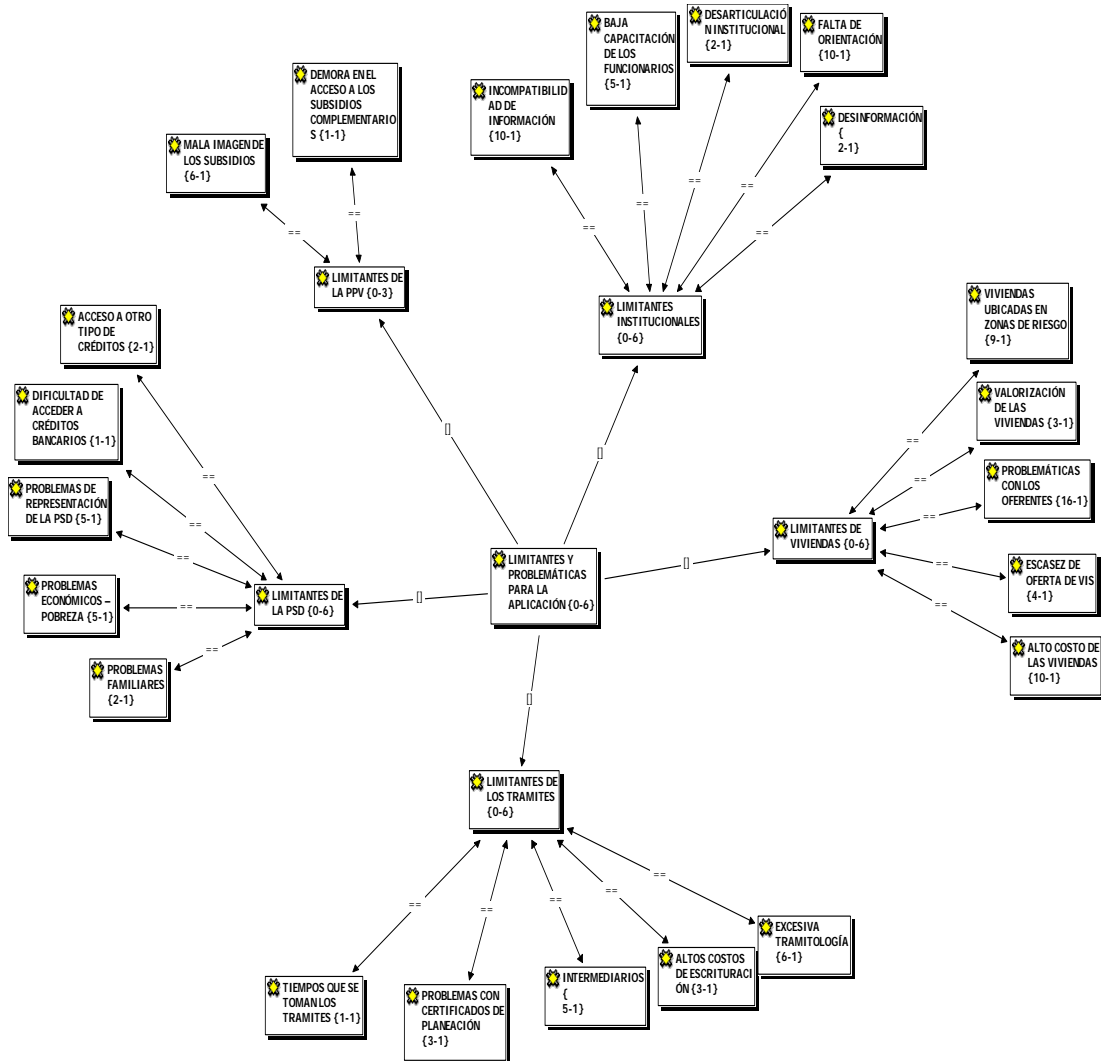 BAJA
CAPACITACIÓN
DE LOS
FUNCIONARIOS
{5-1}
DESARTICULACIÓ
N INSTITUCIONAL
{2-1}
FALTA DE
ORIENTACIÓN
{10-1}
DEMORA EN EL
ACCESO A LOS
SUBSIDIOS
COMPLEMENTARIO
S {1-1}
INCOMPATIBILID
AD DE
INFORMACIÓN
{10-1}
DESINFORMACIÓN
{
2-1}
MALA IMAGEN DE
LOS SUBSIDIOS
{6-1}
==
==
==
==
==
==
==
LIMITANTES DE
LA PPV {0-3}
LIMITANTES
INSTITUCIONALES
{0-6}
VIVIENDAS
UBICADAS EN
ZONAS DE RIESGO
{9-1}
ACCESO A OTRO
TIPO DE
CRÉDITOS {2-1}
DIFICULTAD DE
ACCEDER A
CRÉDITOS
BANCARIOS {1-1}
VALORIZACIÓN
DE LAS
VIVIENDAS {3-1}
[]
[]
==
==
==
PROBLEMAS DE
REPRESENTACIÓN
DE LA PSD {5-1}
PROBLEMÁTICAS
CON LOS
OFERENTES {16-1}
==
==
==
LIMITANTES DE
VIVIENDAS {0-6}
LIMITANTES Y
PROBLEMÁTICAS
PARA LA
APLICACIÓN {0-6}
[]
==
ESCASEZ DE
OFERTA DE VIS
{4-1}
PROBLEMAS
ECONÓMICOS –
POBREZA {5-1}
==
LIMITANTES DE
LA PSD {0-6}
[]
==
==
PROBLEMAS
FAMILIARES
{2-1}
ALTO COSTO DE
LAS VIVIENDAS
{10-1}
[]
LIMITANTES DE
LOS TRAMITES
{0-6}
==
==
==
==
==
EXCESIVA
TRAMITOLOGÍA
{6-1}
ALTOS COSTOS
DE ESCRITURACI
ÓN {3-1}
INTERMEDIARIOS
{
5-1}
TIEMPOS QUE SE
TOMAN LOS
TRAMITES {1-1}
PROBLEMAS CON
CERTIFICADOS DE
PLANEACIÓN
{3-1}